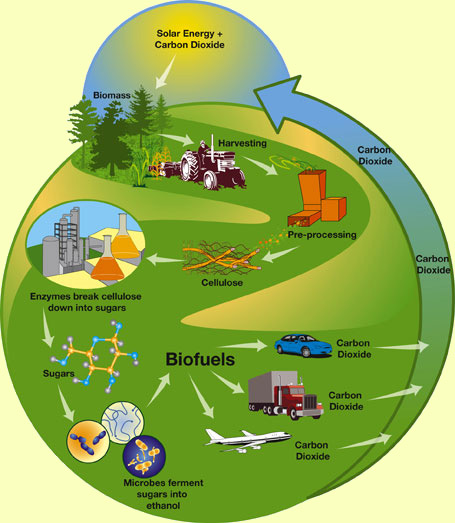 Solar Energy +
Carbon Dioxide
Biomass
Harvesting
Carbon
Dioxide
Pre-processing
Cellulose
Carbon
Dioxide
Enzymes break cellulose
down into sugars
Sugars
Biofuels
Carbon
Dioxide
Carbon
Dioxide
Carbon
Dioxide
Microbes ferment
sugars into
ethanol